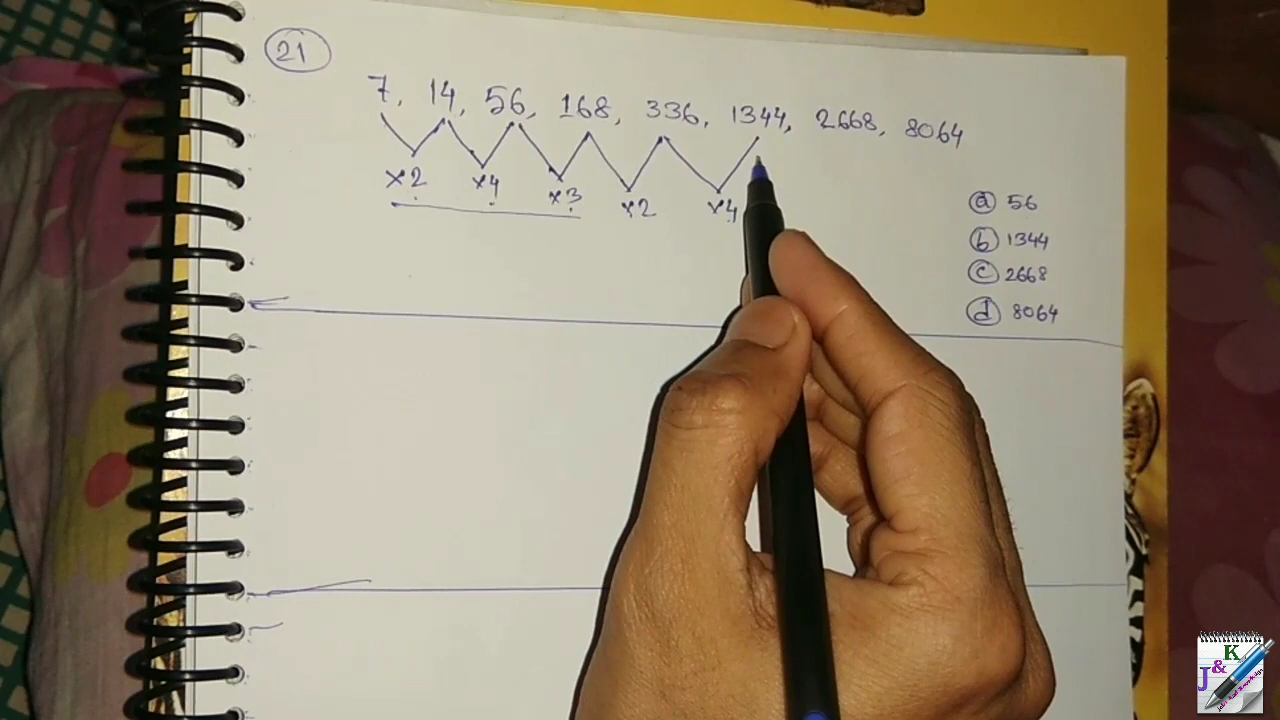 21
7, 14, 56, 168, 336, 1344, 2668, 8064
×2 ×4 ×3 ×2 ×4
a 56
b 1344
c 2668
d 8064
J&K